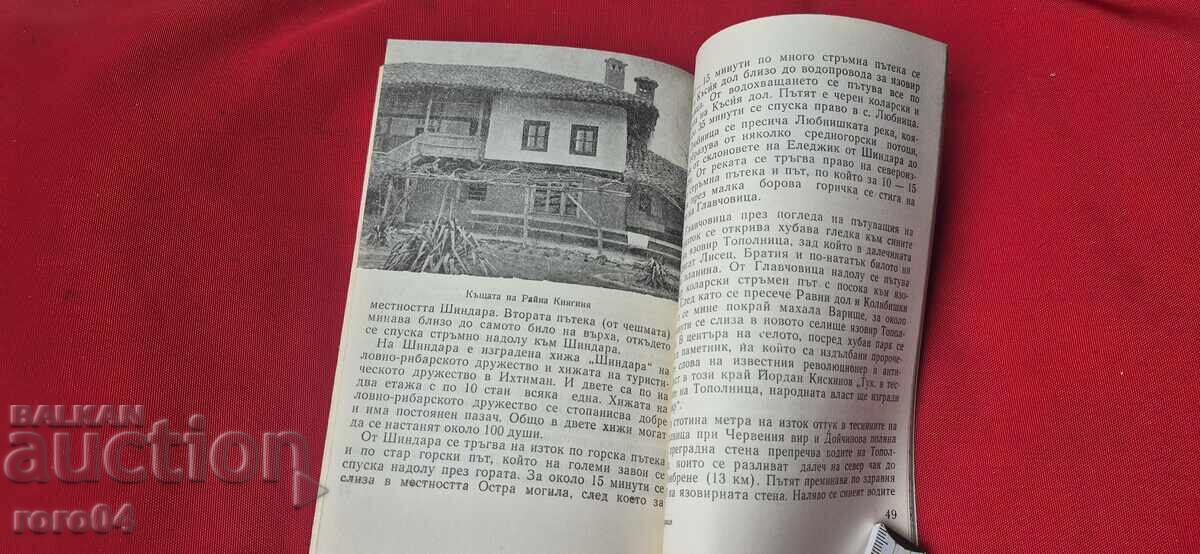 Къщата на Райна Княгиня
местността Шиндара. Втората пътека (от чешмата)
минава близо до самото било на върха, откъдето
се спуска стръмно надолу към Шиндара.
На Шиндара е изградена хижа „Шиндара" на
ловно-рибарското дружество и хижата на туристи-
ческото дружество в Ихтиман. И двете са по на
два етажа с по 10 стаи всяка една. Хижата на
ловно-рибарското дружество се стопанисва добре
и има постоянен пазач. Общо в двете хижи могат
да се настанят около 100 души.
От Шиндара се тръгва на изток по горска пътека
и по стар горски път, който на големи завои се
спуска надолу през гората. За около 15 минути се
слиза в местността Остра могила, след което за
15 минути по много стръмна пътека се
Късия дол близо до водопровода за язовир
От водохващането се пътува все по
на Късия дол. Пътят е черен коларски и
минути се спуска право в с. Любница.
се пресича Любнишката река, коя-
от няколко средногорски потоци,
от склоновете на Еледжик от Шиндара до
От реката се тръгва право на североиз-
стръмна пътека и път, по който за 10 — 15
през малка борова горичка се стига на
на Главчовица.
през погледа на пътуващия на
се открива хубава гледка към сините
язовир Тополница, зад който в далечината
Лисец, Братия и по-нататък билото на
От Главчовица надолу се пътува
коларски стръмен път с посока към язо-
След като се пресече Равни дол и Колибишки
се мине покрай махала Варище, за около
се слиза в новото селище язовир Топол-
В центъра на селото, посред хубав парк се
паметник, на който са издълбани пророче-
слова на известния революционер и анти-
в този край Йордан Кискинов „Тук, в тес-
на Тополница, народната власт ще изгради
стотина метра на изток оттук в теснините на
при Червения вир и Дойчинова поляна
преградна стена препречва водите на Топол-
които се разливат далеч на север чак до
(13 км). Пътят преминава по здравия
на язовирната стена. Наляво се синеят водите
49
BALKAN
auction
roro04